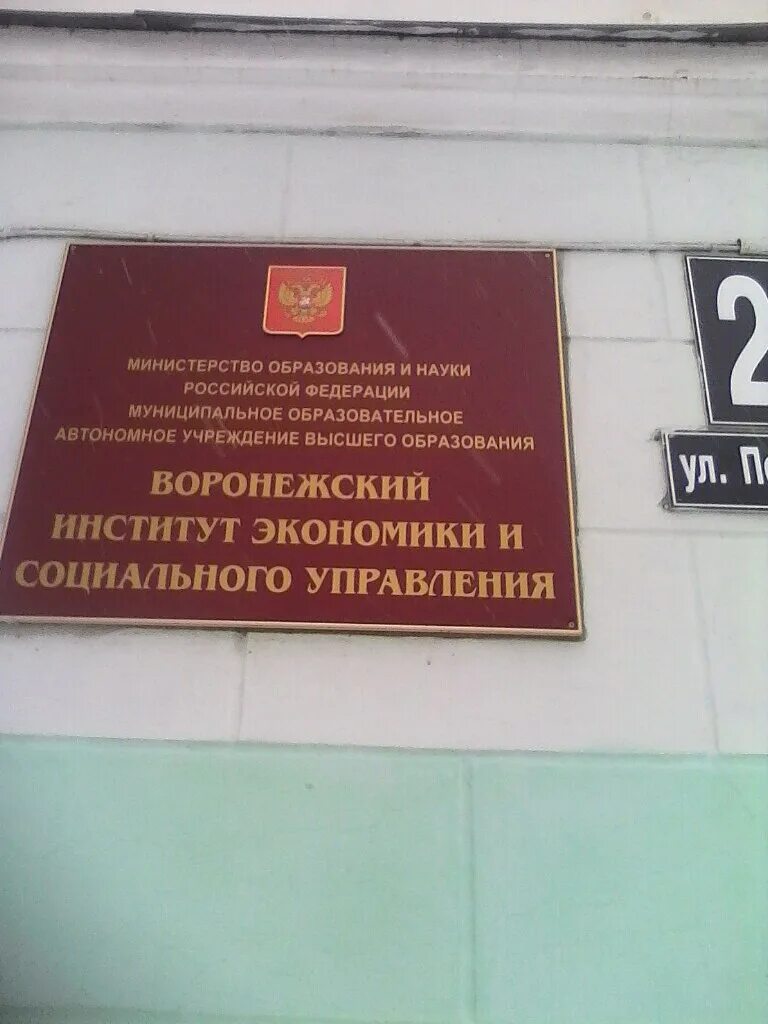 МИНИСТЕРСТВО ОБРАЗОВАНИЯ И НАУКИ
РОССИЙСКОЙ ФЕДЕРАЦИИ
МУНИЦИПАЛЬНОЕ ОБРАЗОВАТЕЛЬНОЕ
АВТОНОМНОЕ УЧРЕЖДЕНИЕ ВЫСШЕГО ОБРАЗОВАНИЯ
ВОРОНЕЖСКИЙ
ИНСТИТУТ ЭКОНОМИКИ И
СОЦИАЛЬНОГО УПРАВЛЕНИЯ
2
ул.